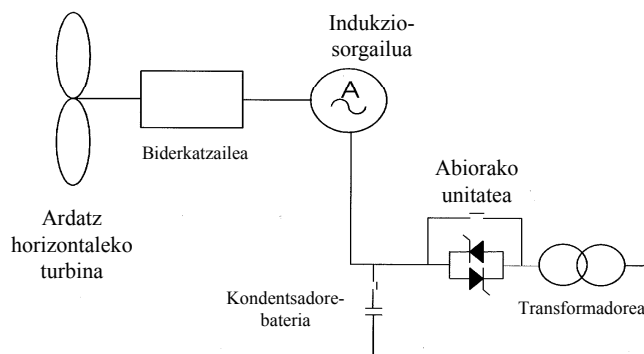 Indukzio-
sorgailua
A
Biderkatzailea
Abiorako
unitatea
Ardatz
horizontaleko
turbina
Kondentsadore-
bateria
Transformadorea